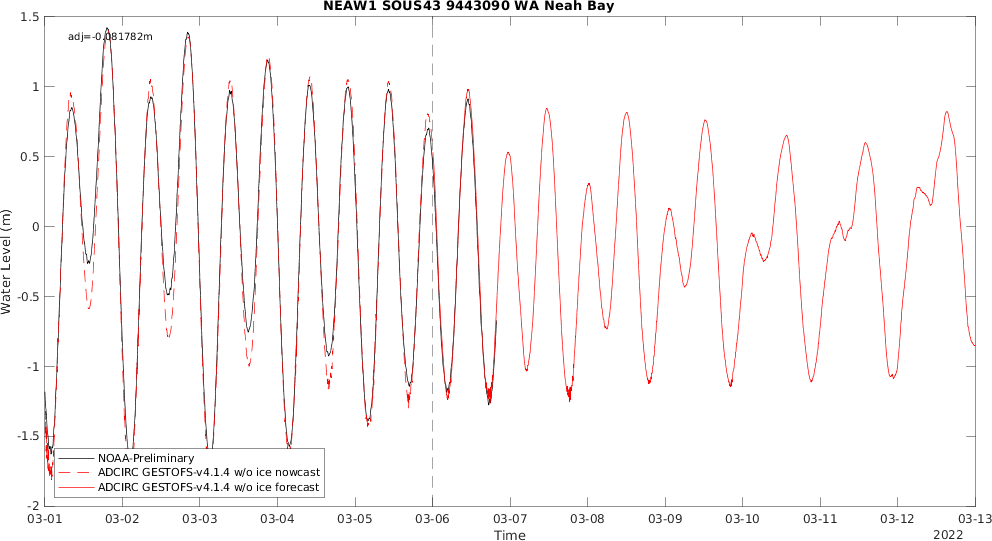 NEAW1 SOUS43 9443090 WA Neah Bay
adj=-0.081782m
Water Level (m)
1.5
1
0.5
0
-0.5
-1
-1.5
-2
NOAA-Preliminary
ADCIRC GESTOFS-v4.1.4 w/o ice nowcast
ADCIRC GESTOFS-v4.1.4 w/o ice forecast
03-01 03-02 03-03 03-04 03-05 03-06 03-07 03-08 03-09 03-10 03-11 03-12 03-13
Time
2022